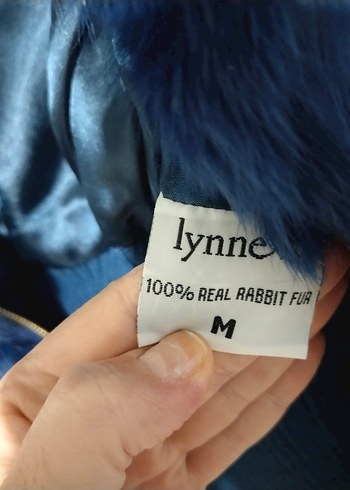 lynne
100% REAL RABBIT FUR
M